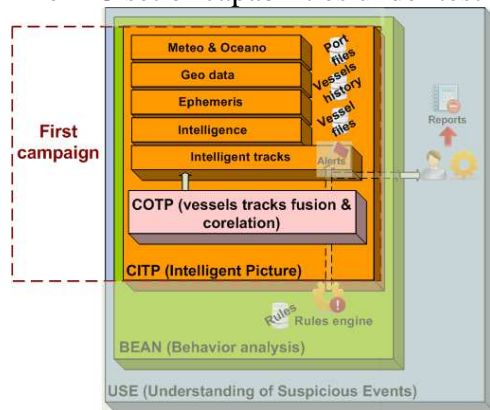 Meteo & Oceano
Geo data
Ephemeris
Intelligence
Intelligent tracks
Port
files
Vessels
history
Vessel
files
Alerts
Reports
First
campaign
COTP (vessels tracks fusion &
corelation)
CITP (Intelligent Picture)
Rules
Rules engine
BEAN (Behavior analysis)
USE (Understanding of Suspicious Events)